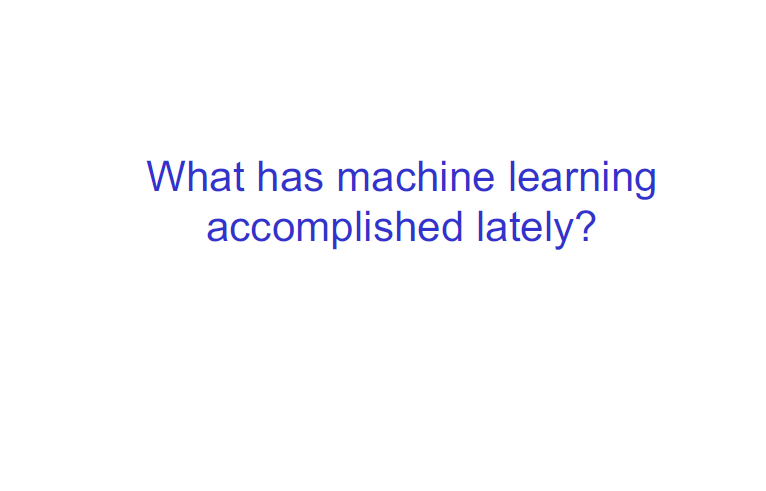 What has machine learning
accomplished lately?